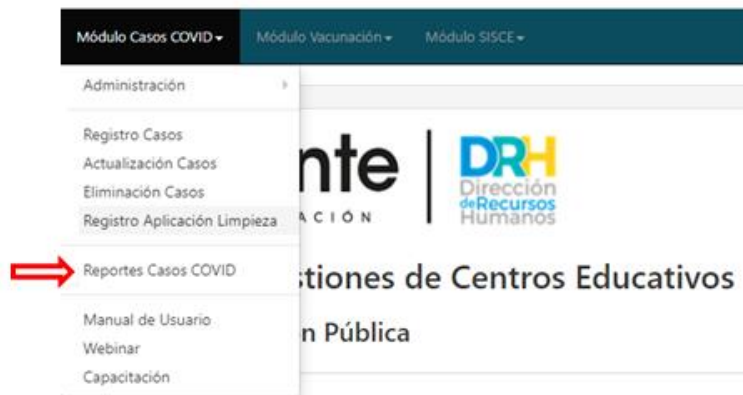 Módulo Casos COVID Módulo Vacunación Módulo SISCE
Administración
Registro Casos
Actualización Casos
Eliminación Casos
Registro Aplicación Limpieza
Reportes Casos COVID
Manual de Usuario
Webinar
Capacitación
nte
ACIÓN
DRH
Dirección
de Recursos
Humanos
stiones de Centros Educativos
n Pública